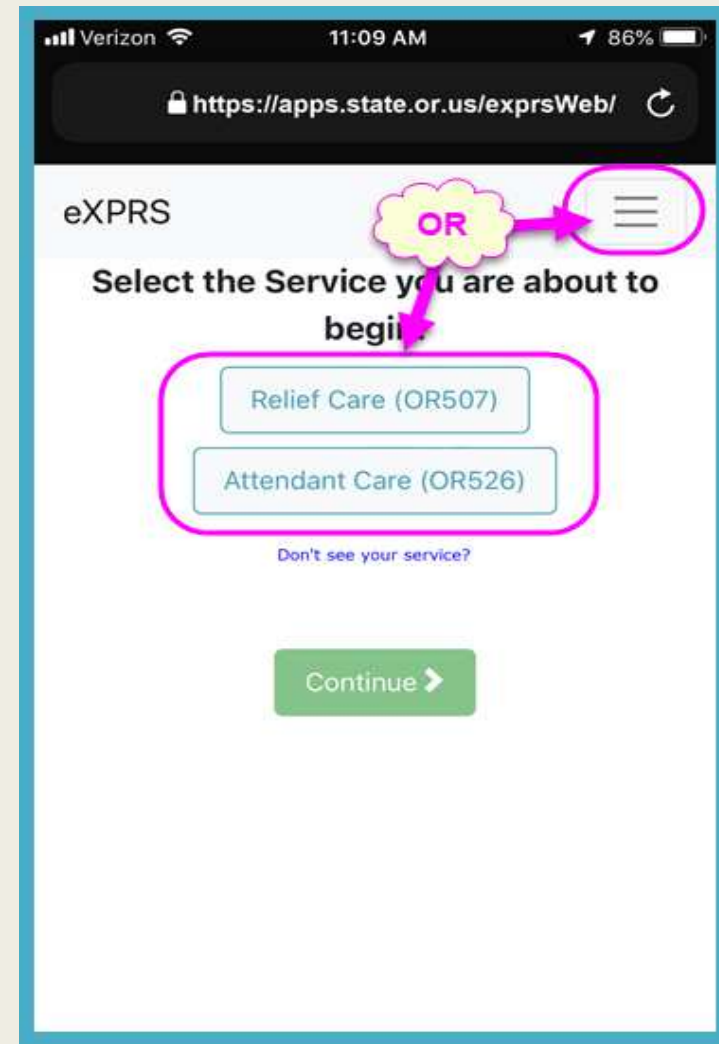 Verizon 11:09 AM 86%
https://apps.state.or.us/exprsWeb/
eXPRS
OR
Select the Service you are about to
begin.
Relief Care (OR507)
Attendant Care (OR526)
Don't see your service?
Continue